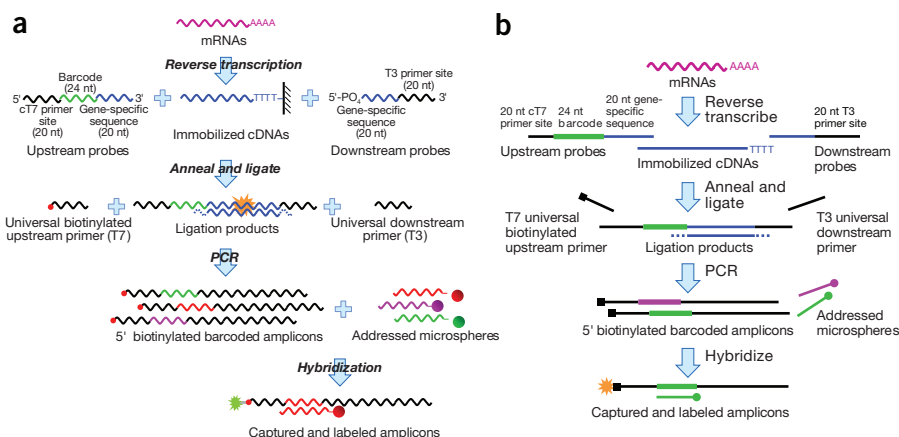 a
AAAA
mRNAs
Reverse transcription
Barcode
(24 nt)
5'
3'
cT7 primer
site
(20 nt)
Gene-specific
sequence
(20 nt)
Upstream probes
TTTT
Immobilized cDNAs
T3 primer site
(20 nt)
5'-PO4
3'
Gene-specific
sequence
(20 nt)
Downstream probes
Anneal and ligate
Universal biotinylated
upstream primer (T7)
Ligation products
Universal downstream
primer (T3)
PCR
5' biotinylated barcoded amplicons
Addressed microspheres
Hybridization
Captured and labeled amplicons
b
AAAA
mRNAs
Reverse
transcribe
20 nt cT7
primer site
24 nt
barcode
20 nt gene-
specific
sequence
20 nt T3
primer site
Upstream probes
TTTT
Immobilized cDNAs
Downstream
probes
Anneal and
ligate
T7 universal
biotinylated
upstream primer
Ligation products
T3 universal
downstream
primer
PCR
5' biotinylated barcoded amplicons
Addressed
microspheres
Hybridize
Captured and labeled amplicons